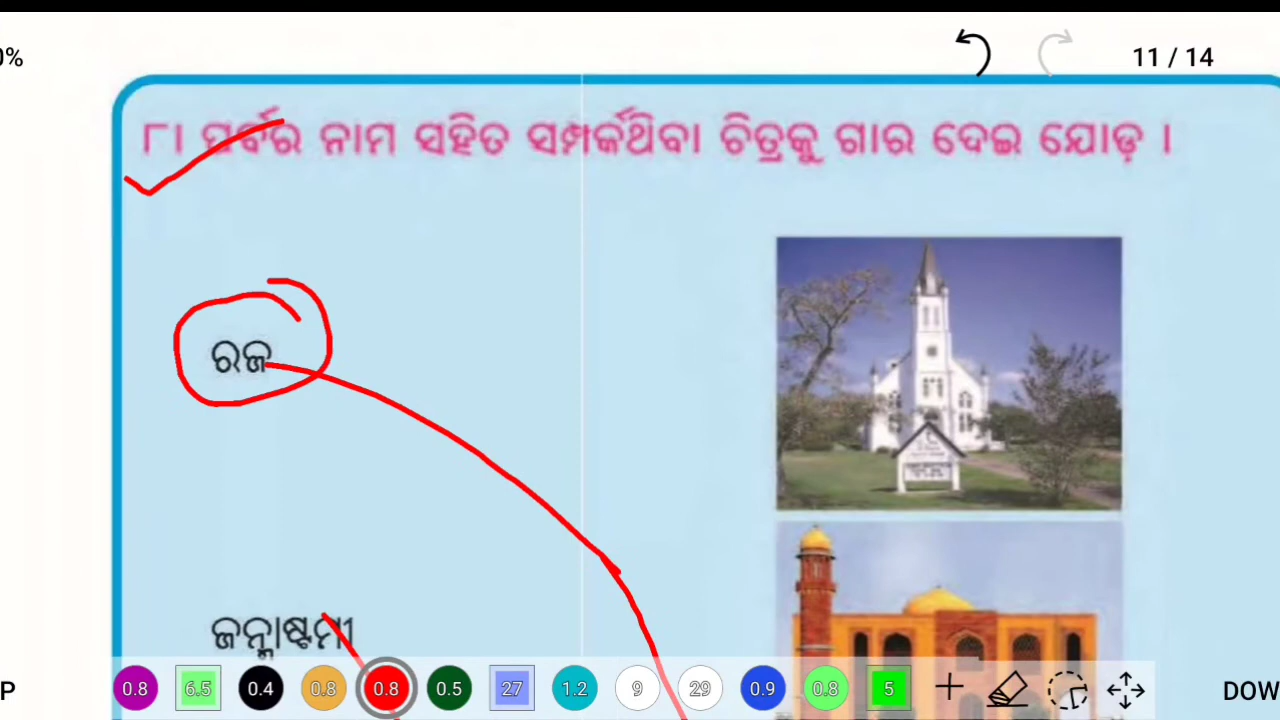 11 / 14
୮। ପର୍ବର ନାମ ସହିତ ସମ୍ପର୍କଥିବା ଚିତ୍ରକୁ ଗାର ଦେଇ ଯୋଡ଼ ।
ରଜ
ଜନ୍ମାଷ୍ଟମୀ
0.8 6.5 0.4 0.8 0.8 0.5 27 1.2 9 29 0.9 0.8 5